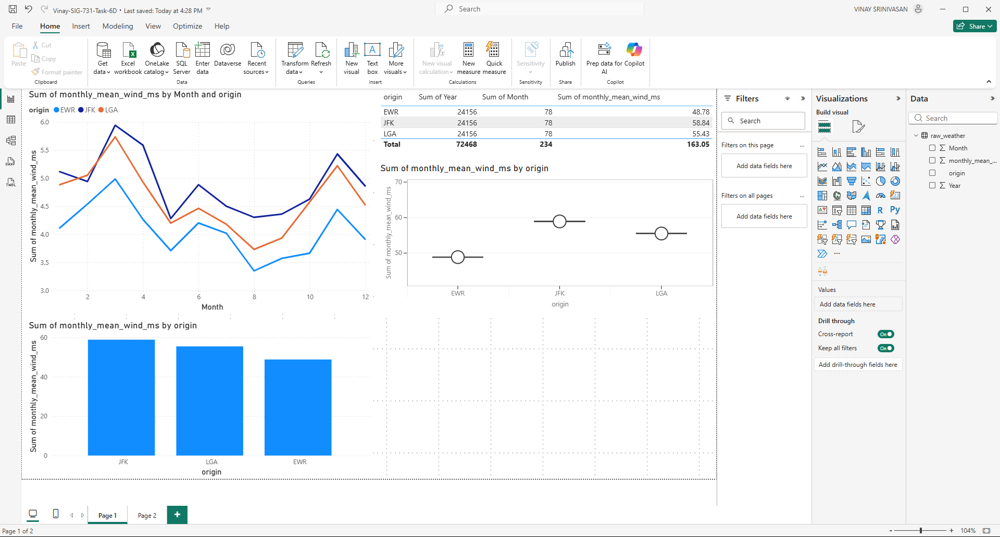 Vinay-SIG-731-Task-6D • Last saved: Today at 4:28 PM
Search
VINAY SRINIVASAN
File Home Insert Modeling View Optimize Help
Share
Paste
Cut
Copy
Format painter
Clipboard
Get data
Excel workbook
OneLake catalog
SQL Server
Enter data
Dataverse
Recent sources
Data
Transform data
Refresh
Queries
New visual
Text box
More visuals
Insert
New visual calculation
New measure
Quick measure
Calculations
Sensitivity
Sensitivity
Publish
Share
Prep data for AI
Copilot
Copilot
DAX
TMDL
Sum of monthly_mean_wind_ms by Month and origin
origin EWR JFK LGA
Sum of monthly_mean_wind_ms
6.0
5.5
5.0
4.5
4.0
3.5
3.0
2 4 6 8 10 12
Month
origin Sum of Year Sum of Month Sum of monthly_mean_wind_ms
EWR 24156 78 48.78
JFK 24156 78 58.84
LGA 24156 78 55.43
Total 72468 234 163.05
Sum of monthly_mean_wind_ms by origin
Sum of monthly_mean_wind_ms
70
60
50
EWR JFK LGA
origin
Sum of monthly_mean_wind_ms by origin
Sum of monthly_mean_wind_ms
60
40
20
0
JFK LGA EWR
origin
Filters
Search
Filters on this page ...
Add data fields here
Filters on all pages ...
Add data fields here
Visualizations
Build visual
123
R Py
...
Values
Add data fields here
Drill through
Cross-report On
Keep all filters On
Add drill-through fields here
Data
Search
raw_weather
Σ Month
Σ monthly_mean_...
origin
Σ Year
Page 1 Page 2 +
Page 1 of 2
- + 104%